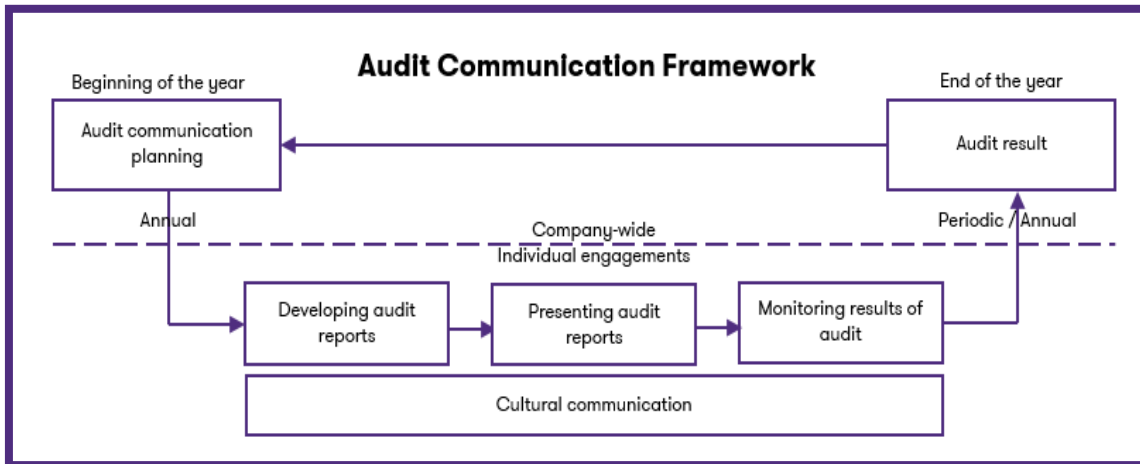 Audit Communication Framework
Beginning of the year
End of the year
Audit communication
planning
Audit result
Annual
Periodic / Annual
Company-wide
Individual engagements
Developing audit
reports
Presenting audit
reports
Monitoring results of
audit
Cultural communication